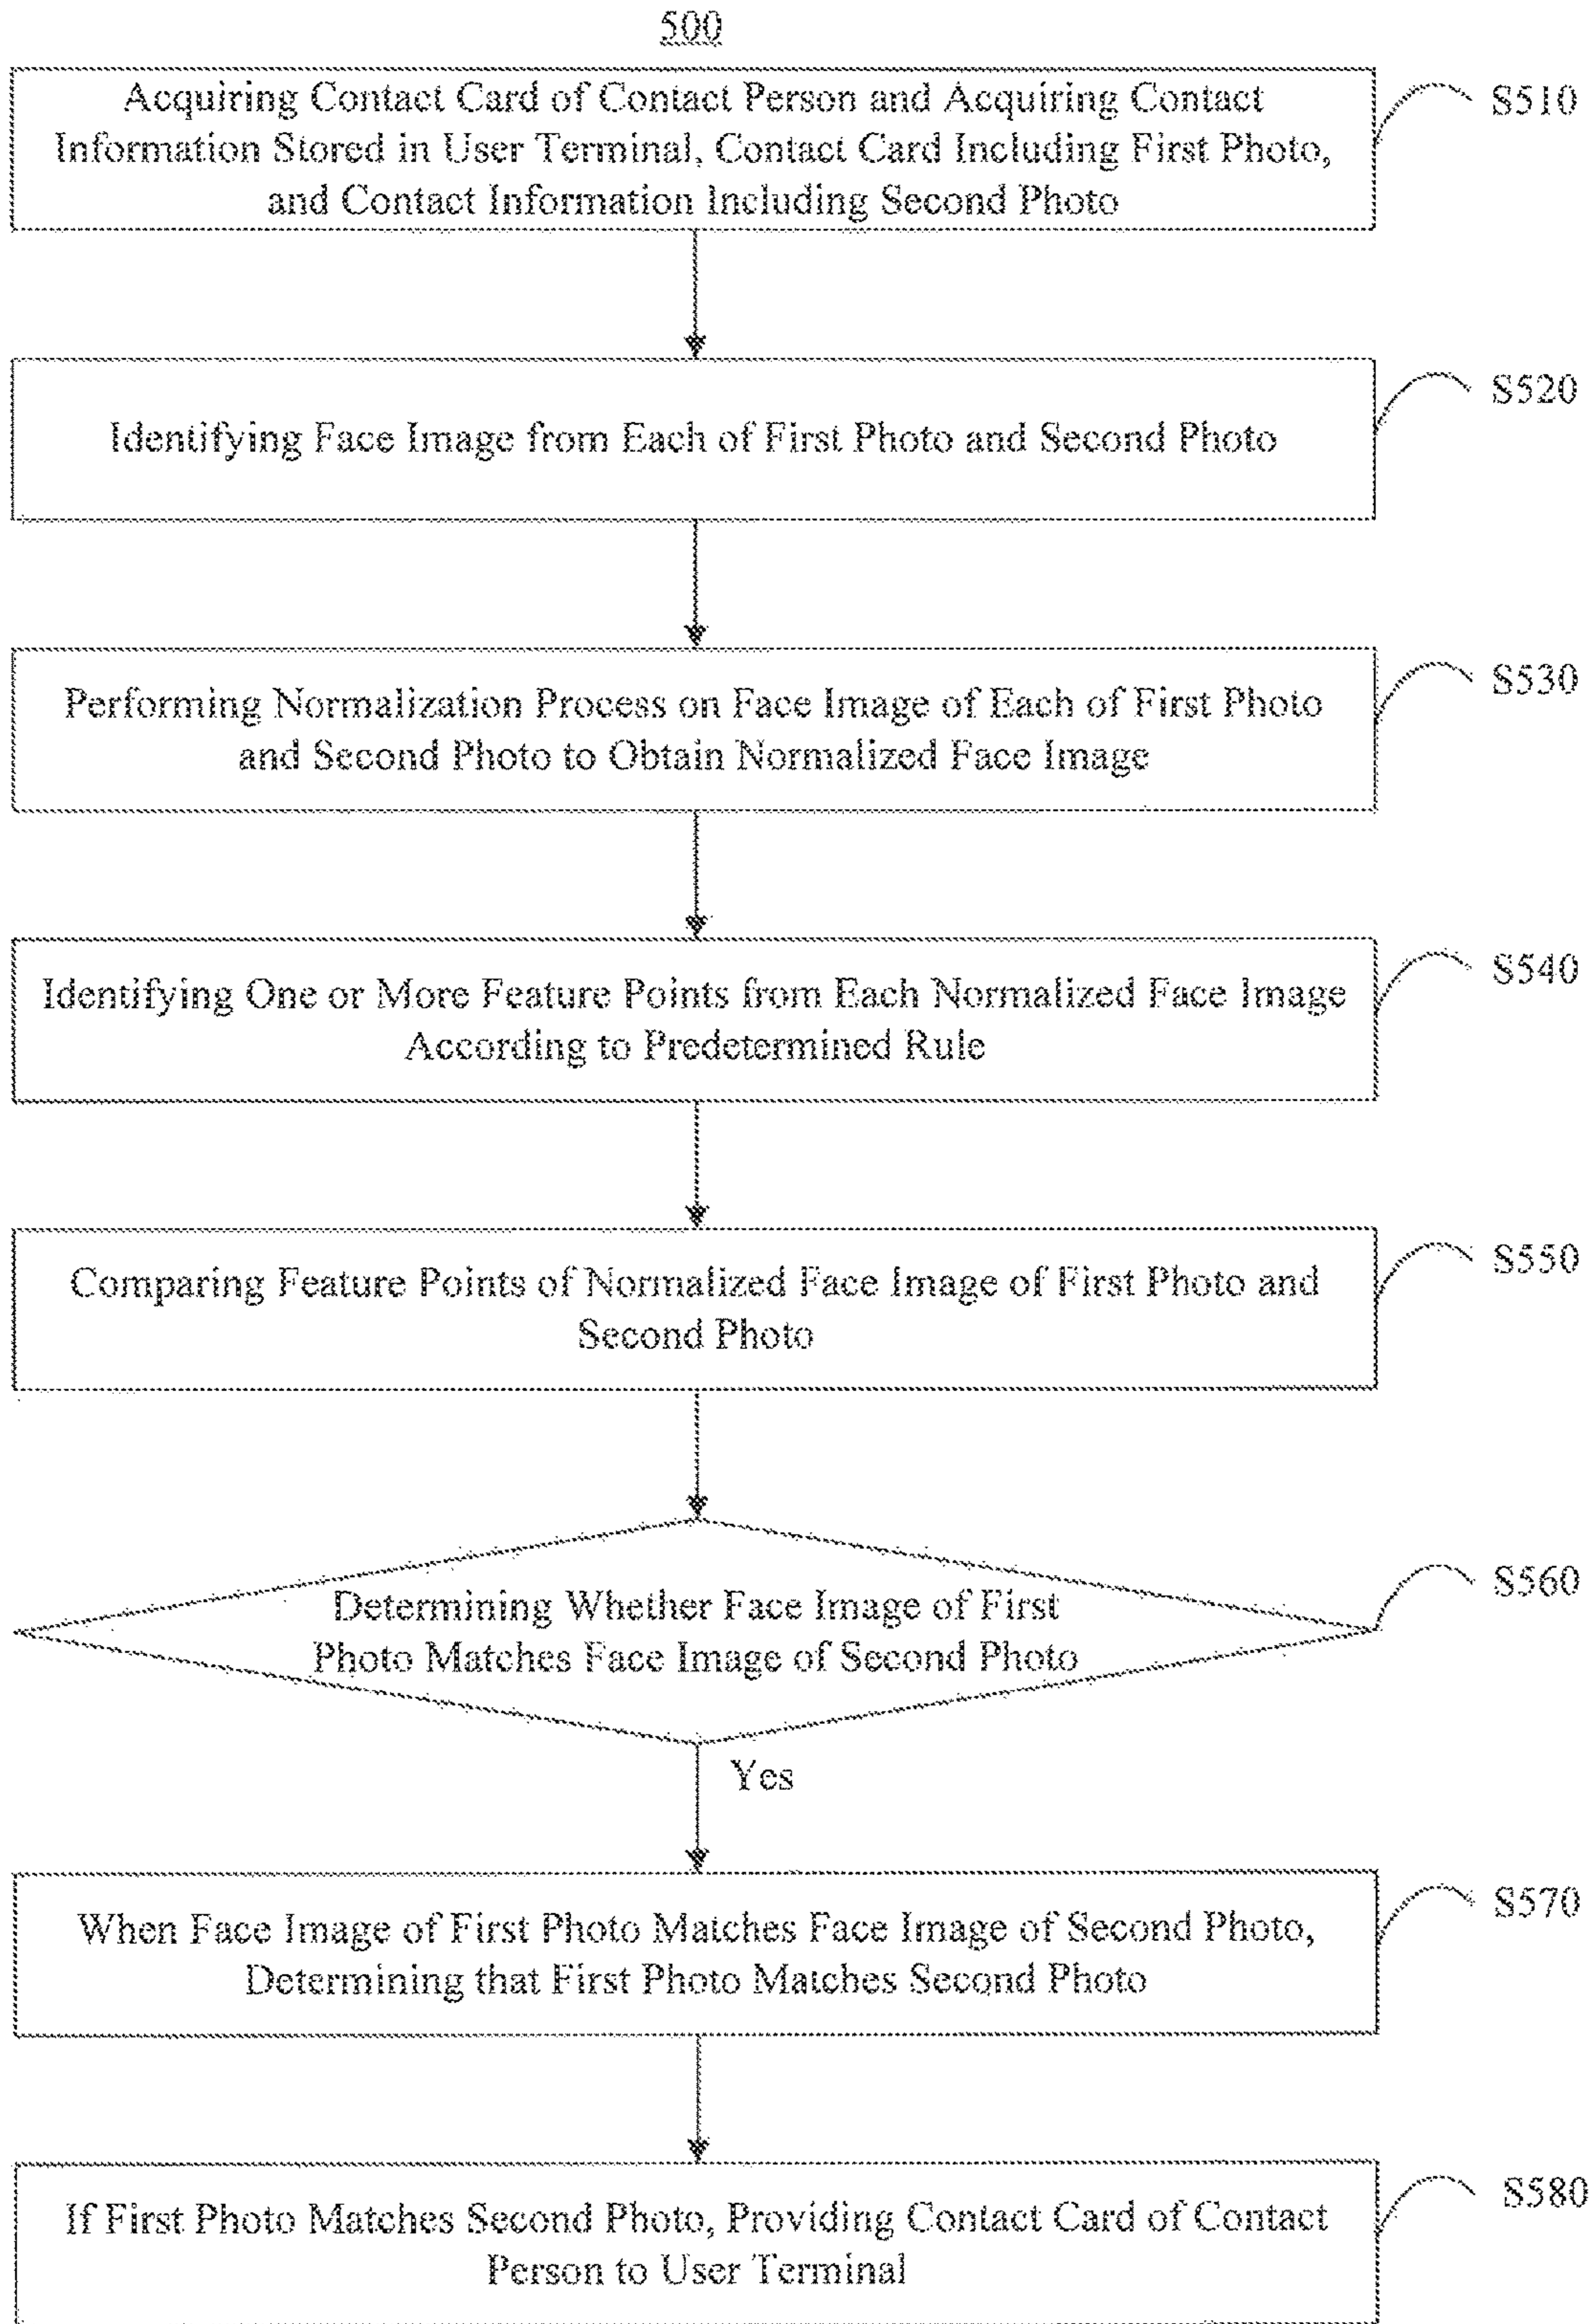 500
Acquiring Contact Card of Contact Person and Acquiring Contact
Information Stored in User Terminal, Contact Card Including First Photo,
and Contact Information Including Second Photo
S510
Identifying Face Image from Each of First Photo and Second Photo
S520
Performing Normalization Process on Face Image of Each of First Photo
and Second Photo to Obtain Normalized Face Image
S530
Identifying One or More Feature Points from Each Normalized Face Image
According to Predetermined Rule
S540
Comparing Feature Points of Normalized Face Image of First Photo and
Second Photo
S550
Determining Whether Face Image of First
Photo Matches Face Image of Second Photo
S560
Yes
When Face Image of First Photo Matches Face Image of Second Photo,
Determining that First Photo Matches Second Photo
S570
If First Photo Matches Second Photo, Providing Contact Card of Contact
Person to User Terminal
S580